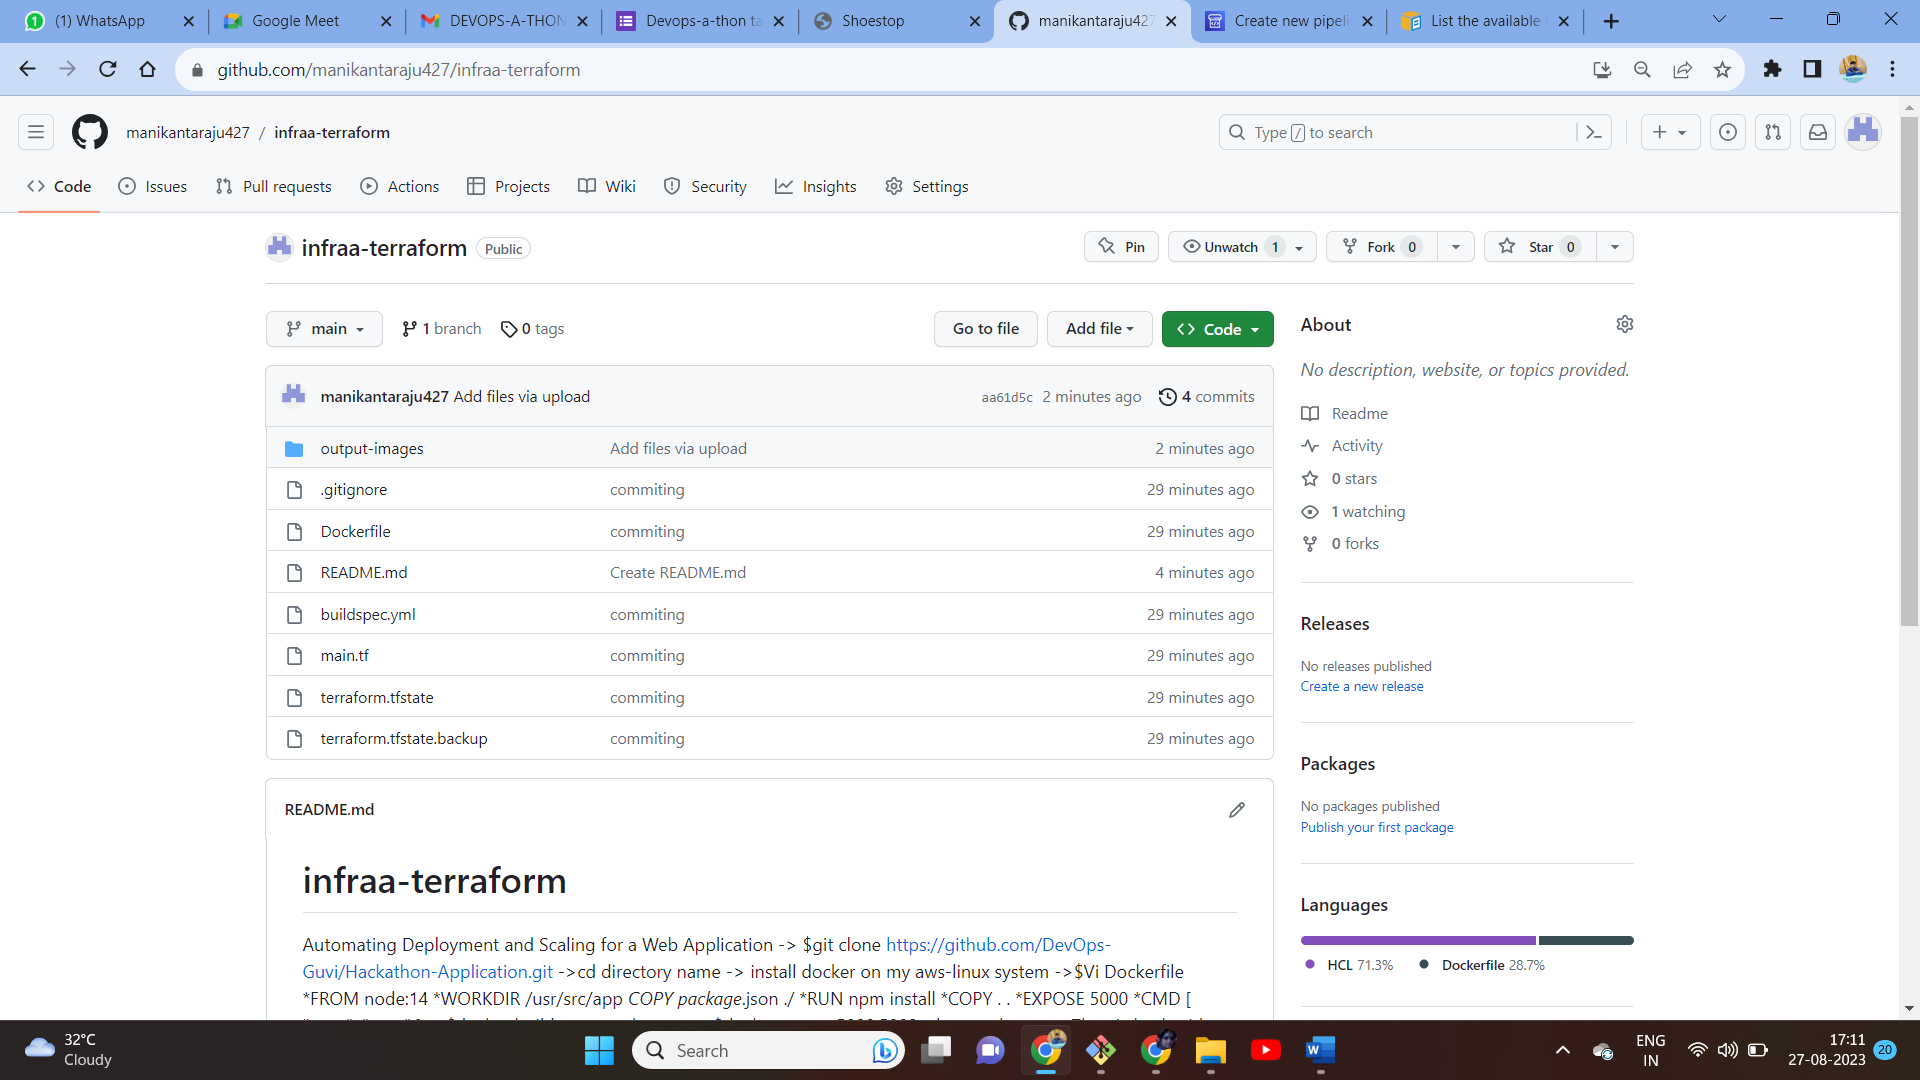 (1) WhatsApp
Google Meet
DEVOPS-A-THON
Devops-a-thon ta
Shoestop
manikantaraju427
Create new pipeli
List the available
github.com/manikantaraju427/infraa-terraform
manikantaraju427 / infraa-terraform
Type / to search
Code
Issues
Pull requests
Actions
Projects
Wiki
Security
Insights
Settings
infraa-terraform Public
Pin
Unwatch 1
Fork 0
Star 0
main
1 branch
0 tags
Go to file
Add file
Code
manikantaraju427 Add files via upload aa61d5c 2 minutes ago 4 commits
output-images Add files via upload 2 minutes ago
.gitignore commiting 29 minutes ago
Dockerfile commiting 29 minutes ago
README.md Create README.md 4 minutes ago
buildspec.yml commiting 29 minutes ago
main.tf commiting 29 minutes ago
terraform.tfstate commiting 29 minutes ago
terraform.tfstate.backup commiting 29 minutes ago
README.md
infraa-terraform
Automating Deployment and Scaling for a Web Application -> $git clone https://github.com/DevOps-
Guvi/Hackathon-Application.git ->cd directory name -> install docker on my aws-linux system ->$Vi Dockerfile
*FROM node:14 *WORKDIR /usr/src/app COPY package.json ./ *RUN npm install *COPY . . *EXPOSE 5000 *CMD [
About
No description, website, or topics provided.
Readme
Activity
0 stars
1 watching
0 forks
Releases
No releases published
Create a new release
Packages
No packages published
Publish your first package
Languages
HCL 71.3%
Dockerfile 28.7%
32°C
Cloudy
Search
ENG
IN
17:11
27-08-2023
20